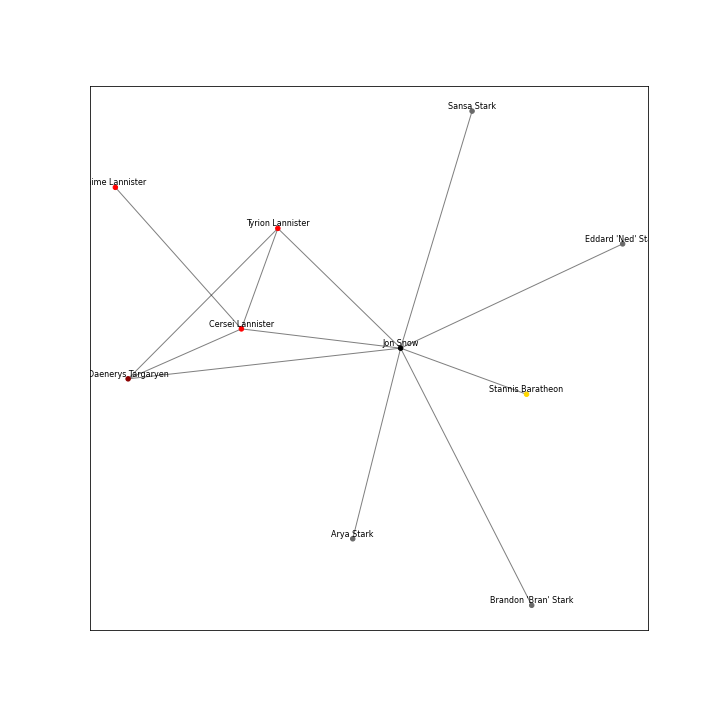 Sansa Stark
ime Lannister
Tyrion Lannister
Eddard 'Ned' St
Cersei Lannister
Jon Snow
Daenerys Targaryen
Stannis Baratheon
Arya Stark
Brandon 'Bran' Stark